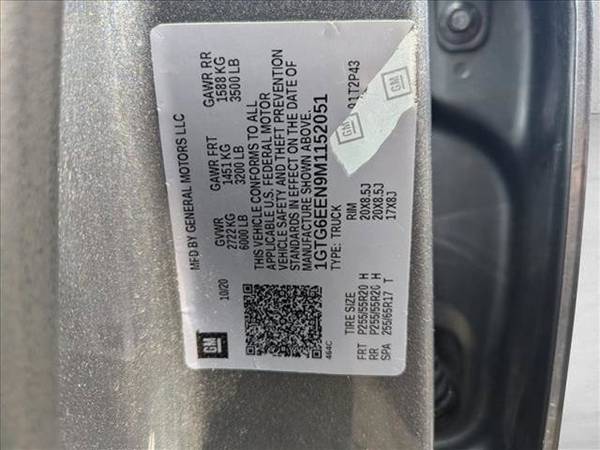 MFD BY GENERAL MOTORS LLC
10/20 GVWR GAWR FRT GAWR RR
2722 KG 1451 KG 1588 KG
6000 LB 3200 LB 3500 LB
THIS VEHICLE CONFORMS TO ALL
APPLICABLE U.S. FEDERAL MOTOR
VEHICLE SAFETY AND THEFT PREVENTION
STANDARDS IN EFFECT ON THE DATE OF
MANUFACTURE SHOWN ABOVE.
1GTG6EEN9M1152051
TYPE: TRUCK
GM
GM
GM
464C
TIRE SIZE RIM
FRT P255/55R20 H 20X8.5J
RR P255/55R20 H 20X8.5J
SPA 255/65R17 T 17X8J